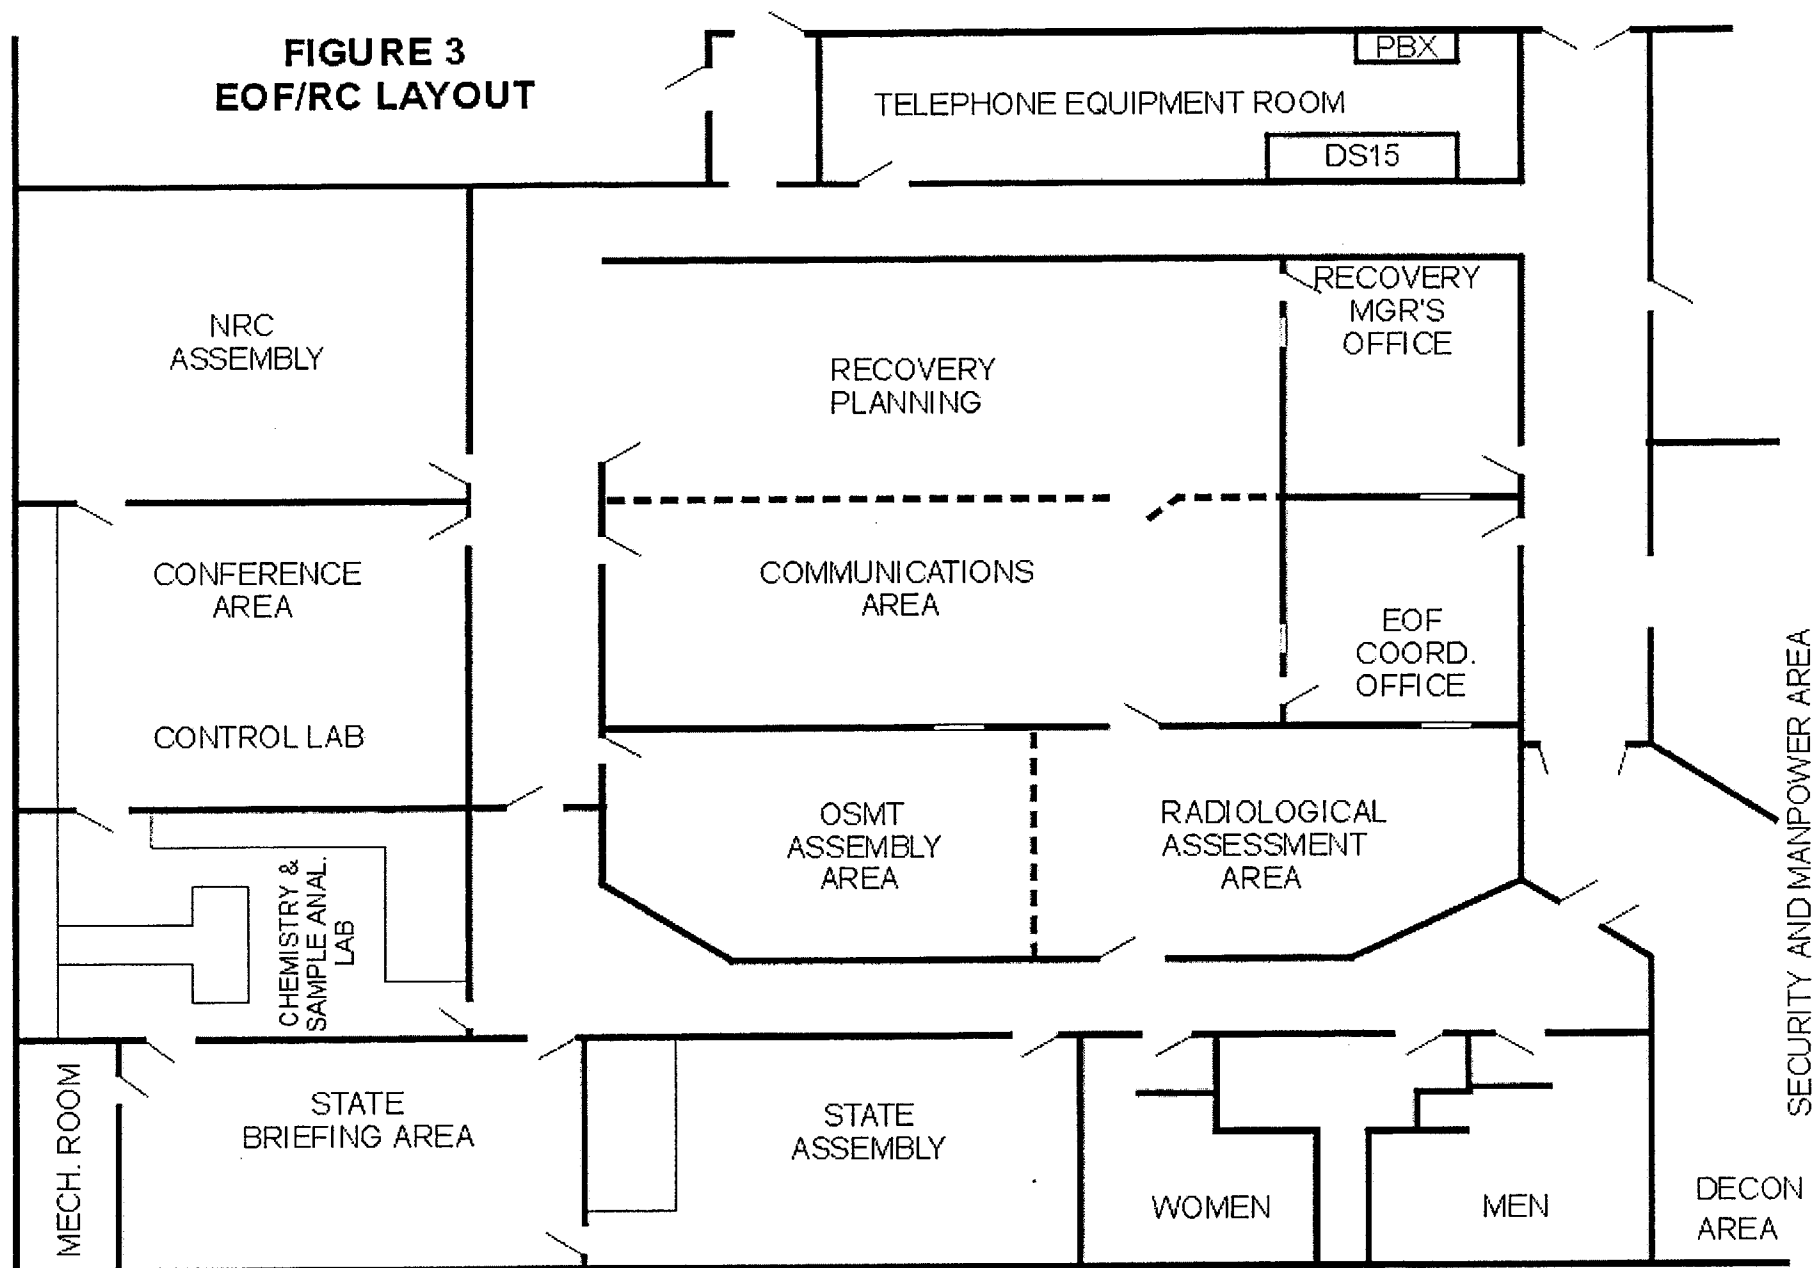 FIGURE 3
EOF/RC LAYOUT
PBX
TELEPHONE EQUIPMENT ROOM
DS15
NRC
ASSEMBLY
RECOVERY
PLANNING
RECOVERY
MGR'S
OFFICE
CONFERENCE
AREA
COMMUNICATIONS
AREA
EOF
COORD.
OFFICE
CONTROL LAB
OSMT
ASSEMBLY
AREA
RADIOLOGICAL
ASSESSMENT
AREA
SECURITY AND MANPOWER AREA
CHEMISTRY &
SAMPLE ANAL.
LAB
MECH. ROOM
STATE
BRIEFING AREA
STATE
ASSEMBLY
WOMEN
MEN
DECON
AREA